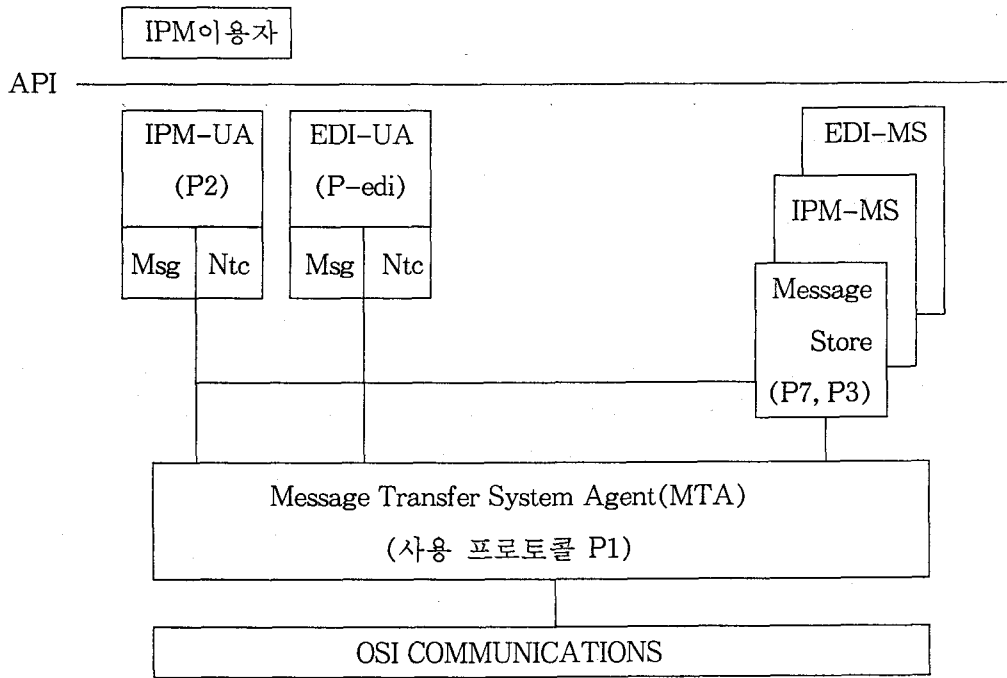 IPM이용자
API
IPM-UA
(P2)
Msg Ntc
EDI-UA
(P-edi)
Msg Ntc
EDI-MS
IPM-MS
Message
Store
(P7, P3)
Message Transfer System Agent(MTA)
(사용 프로토콜 P1)
OSI COMMUNICATIONS